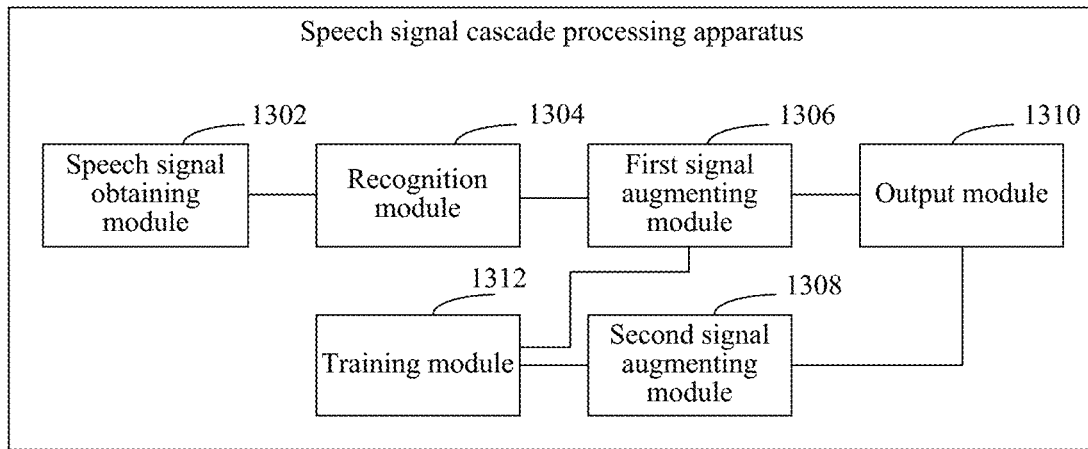 Speech signal cascade processing apparatus
1302
1304
1306
1310
Speech signal
obtaining
module
Recognition
module
First signal
augmenting
module
Output module
1312
1308
Training module
Second signal
augmenting
module